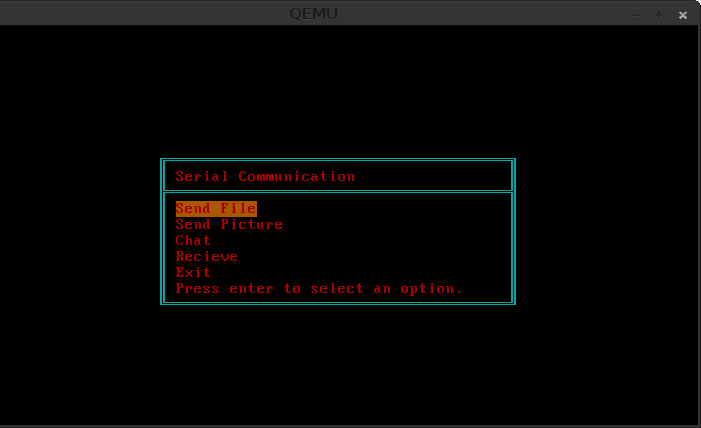 QEMU
Serial Communication
Send File
Send Picture
Chat
Recieve
Exit
Press enter to select an option.